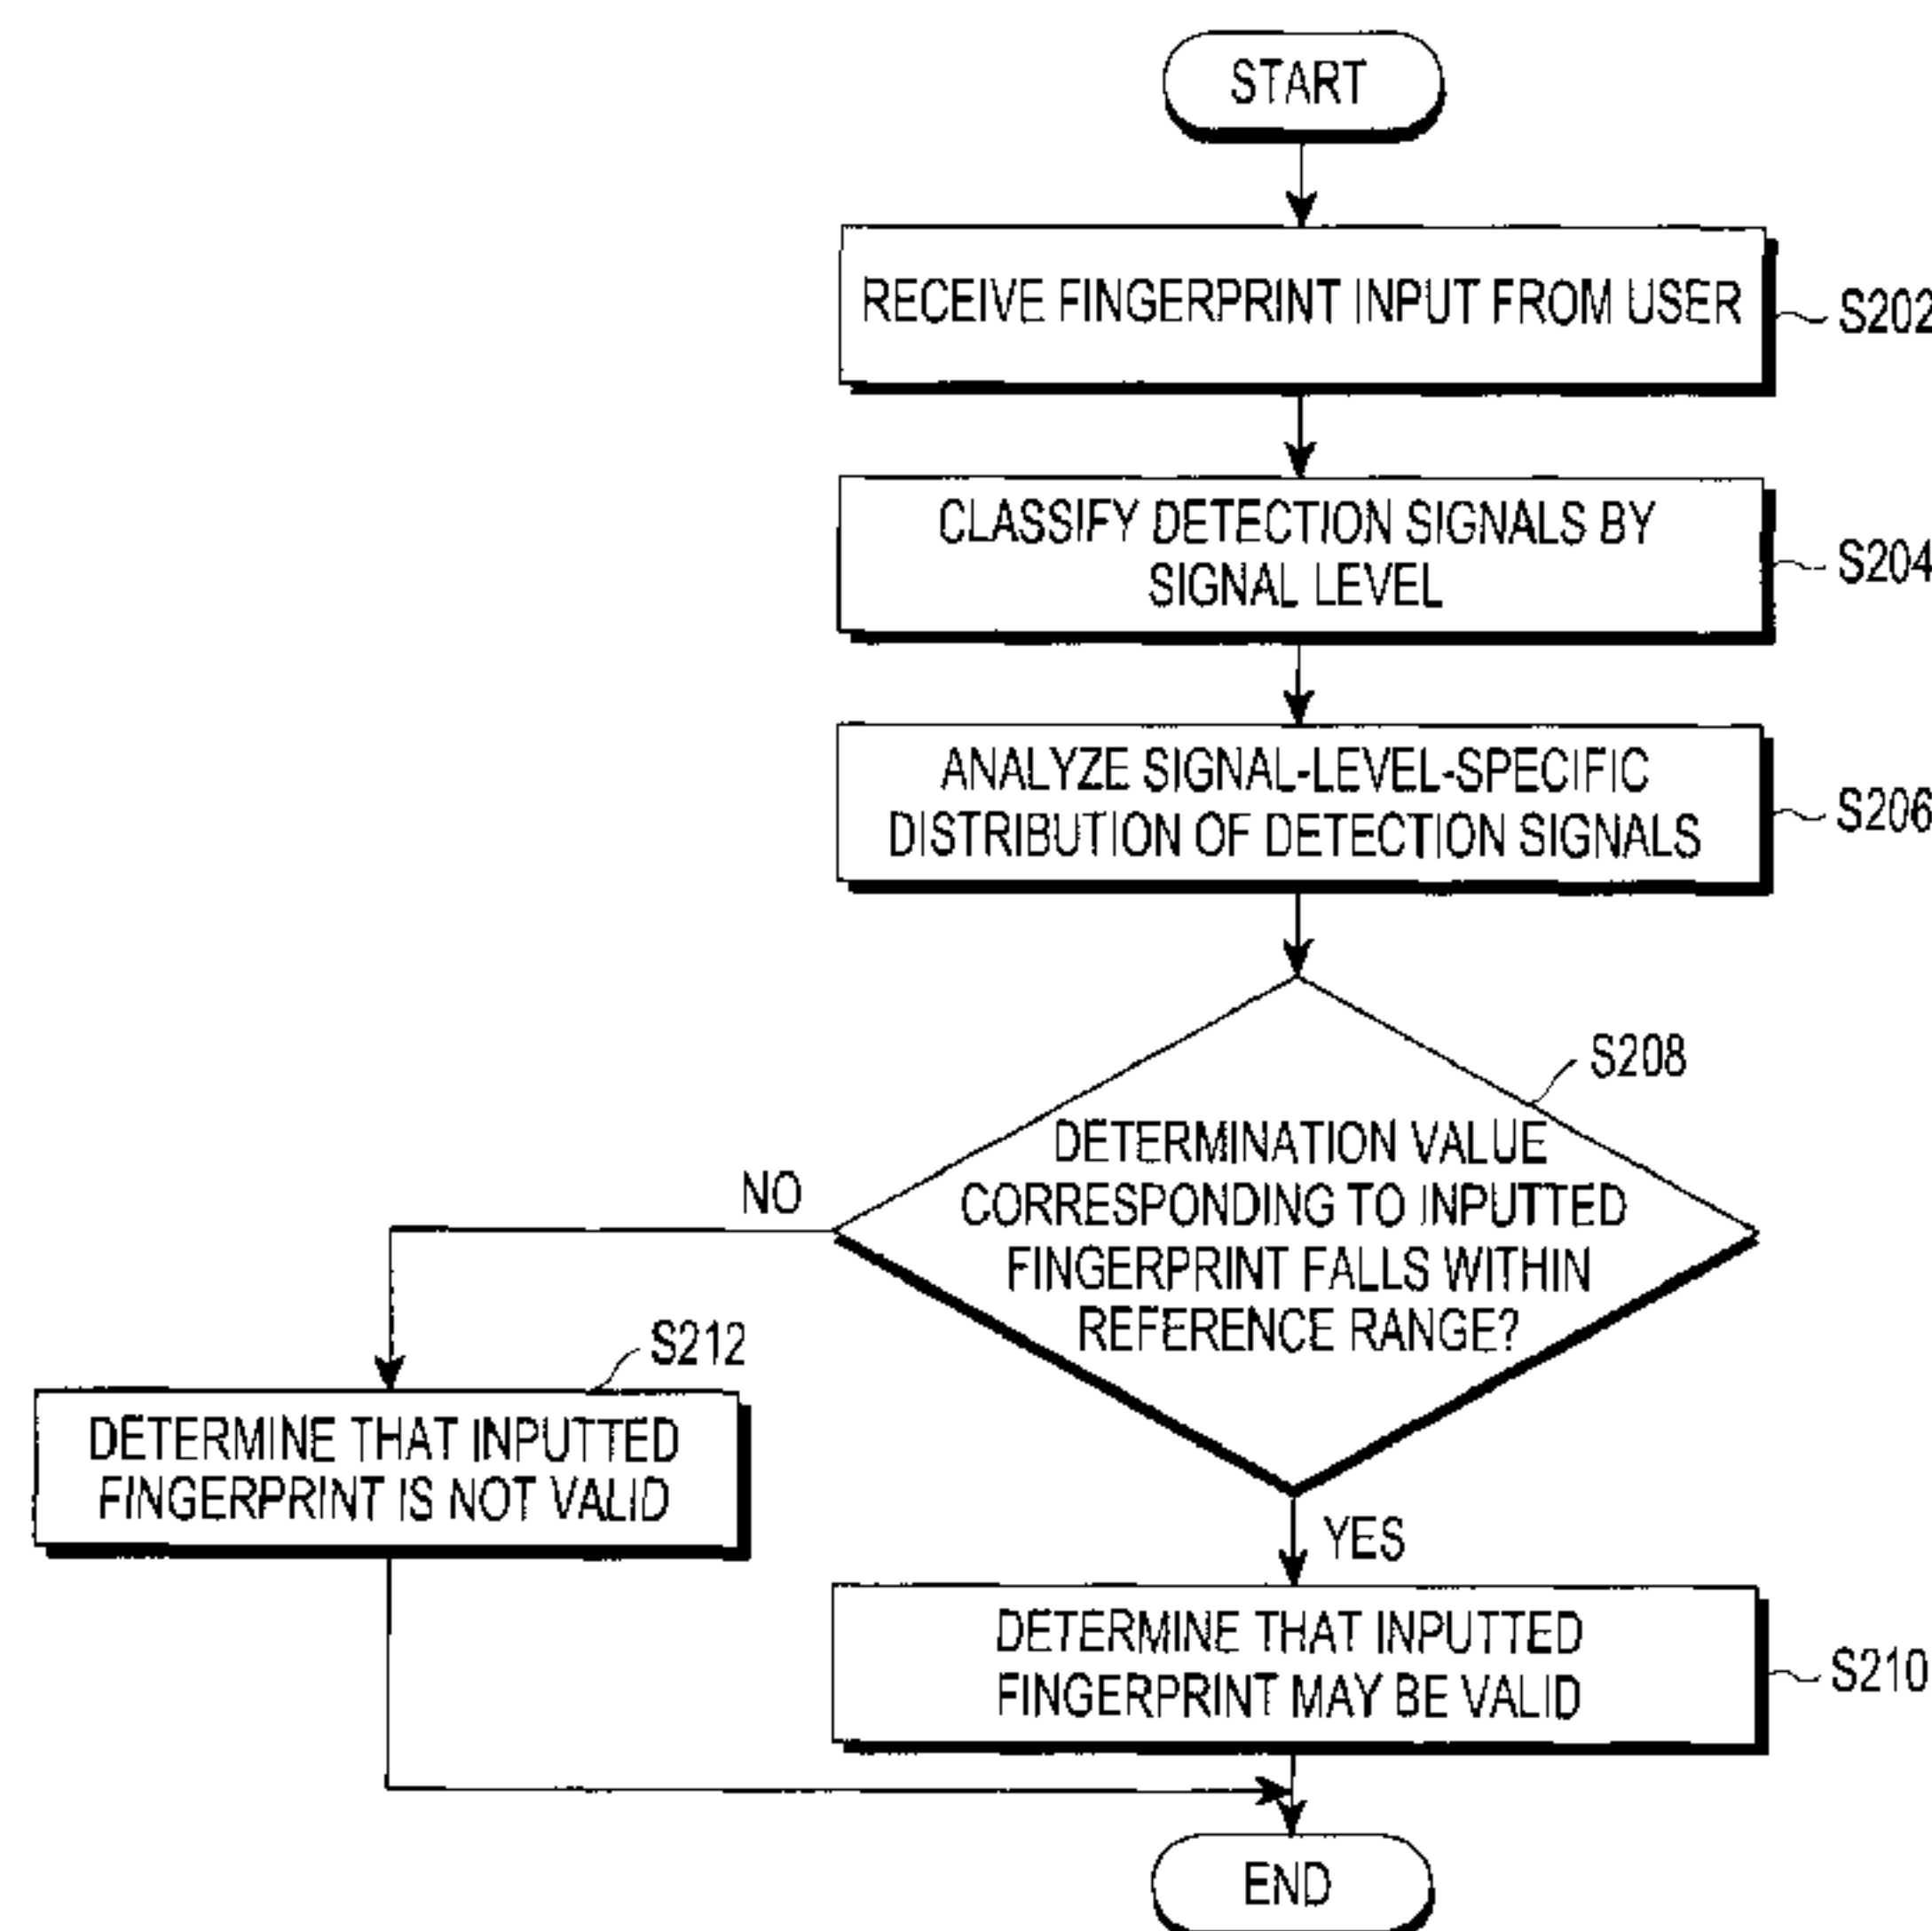 START
RECEIVE FINGERPRINT INPUT FROM USER
S202
CLASSIFY DETECTION SIGNALS BY
SIGNAL LEVEL
S204
ANALYZE SIGNAL-LEVEL-SPECIFIC
DISTRIBUTION OF DETECTION SIGNALS
S206
S208
DETERMINATION VALUE
CORRESPONDING TO INPUTTED
FINGERPRINT FALLS WITHIN
REFERENCE RANGE?
NO
S212
DETERMINE THAT INPUTTED
FINGERPRINT IS NOT VALID
YES
DETERMINE THAT INPUTTED
FINGERPRINT MAY BE VALID
S210
END